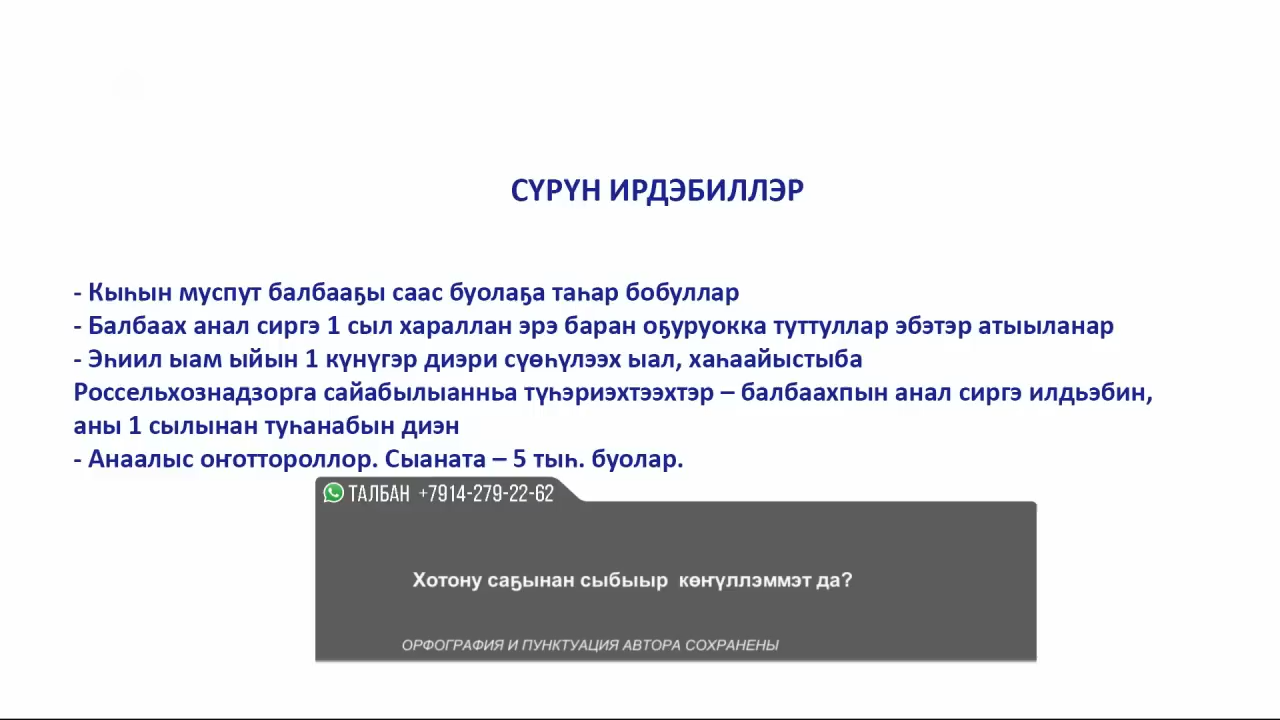 СҮРҮН ИРДЭБИЛЛЭР
- Кыһын муспут балбааҕы саас буолаҕа таһар бобуллар
- Балбаах анал сиргэ 1 сыл хараллан эрэ баран оҕуруокка туттуллар эбэтэр атыыланар
- Эһиил ыам ыйын 1 күнүгэр диэри сүөһүлээх ыал, хаһаайыстыба
Россельхознадзорга сайабылыанньа түһэриэхтээхтэр – балбаахпын анал сиргэ илдьэбин,
аны 1 сылынан туһанабын диэн
- Анаалыс оҥоттороллор. Сыаната – 5 тыһ. буолар.
ТАЛБАН +7914-279-22-62
Хотону саҕынан сыбыыр көҥүллэммэт да?
ОРФОГРАФИЯ И ПУНКТУАЦИЯ АВТОРА СОХРАНЕНЫ